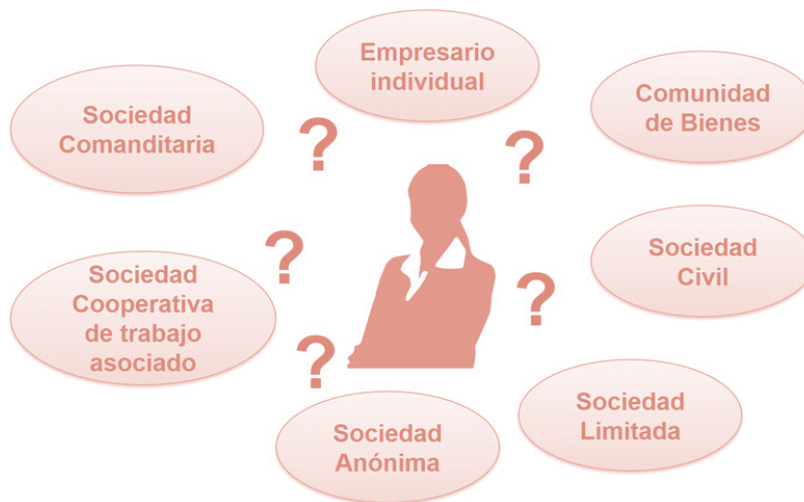 Empresario
individual
Comunidad
de Bienes
Sociedad
Civil
Sociedad
Limitada
Sociedad
Anónima
Sociedad
Cooperativa
de trabajo
asociado
Sociedad
Comanditaria
?
?
?
?
?